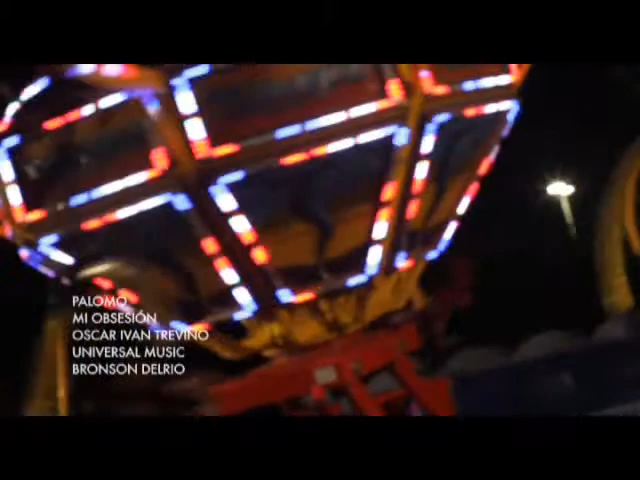 PALOMO
MI OBSESIÓN
OSCAR IVAN TREVIÑO
UNIVERSAL MUSIC
BRONSON DELRIO